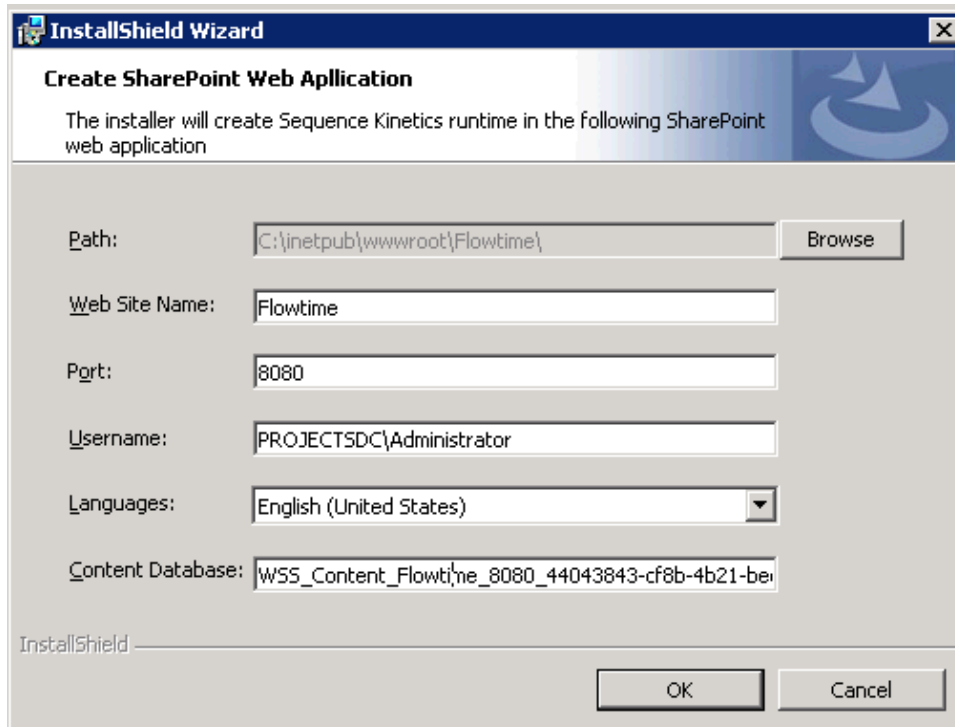 InstallShield Wizard
Create SharePoint Web Apllication
The installer will create Sequence Kinetics runtime in the following SharePoint
web application
Path:
C:\inetpub\wwwroot\Flowtime\
Browse
Web Site Name:
Flowtime
Port:
8080
Username:
PROJECTSDC\Administrator
Languages:
English (United States)
Content Database:
WSS_Content_Flowtime_8080_44043843-cf8b-4b21-be
InstallShield
OK
Cancel